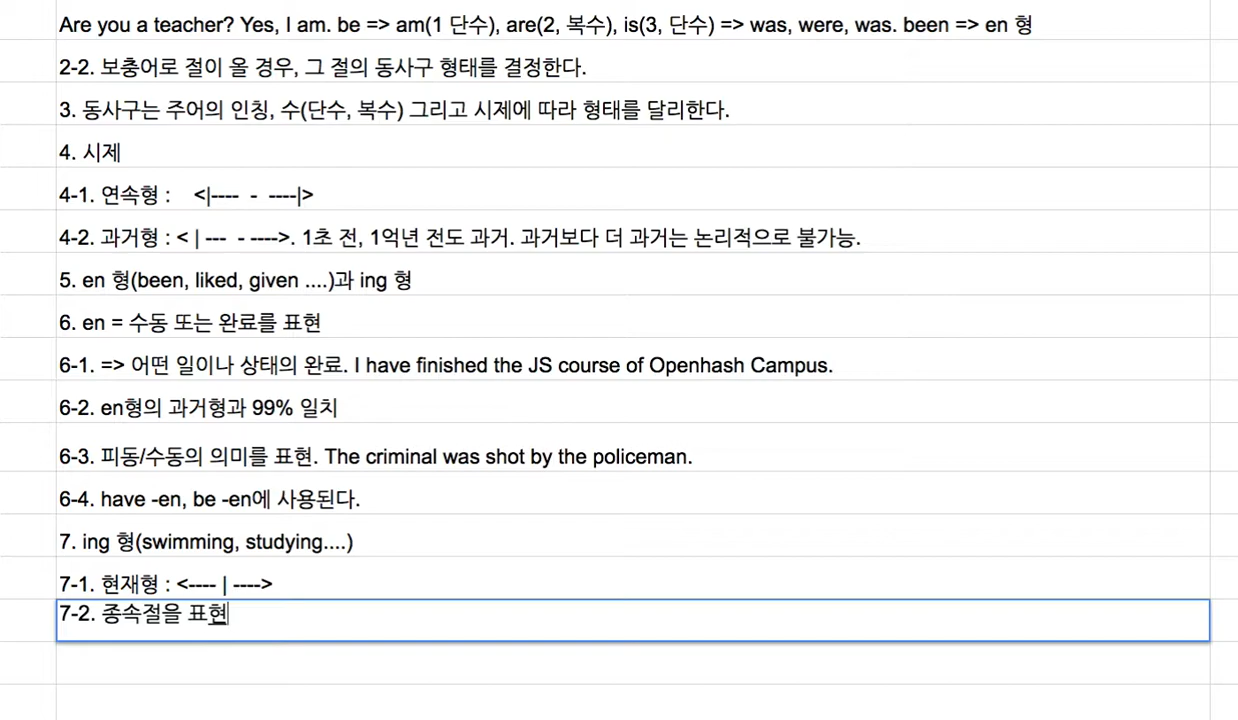 Are you a teacher? Yes, I am. be => am(1 단수), are(2, 복수), is(3, 단수) => was, were, was. been => en 형
2-2. 보충어로 절이 올 경우, 그 절의 동사구 형태를 결정한다.
3. 동사구는 주어의 인칭, 수(단수, 복수) 그리고 시제에 따라 형태를 달리한다.
4. 시제
4-1. 연속형 : <|---- - ----|>
4-2. 과거형 : < | --- - ---->. 1초 전, 1억년 전도 과거. 과거보다 더 과거는 논리적으로 불가능.
5. en 형(been, liked, given ....)과 ing 형
6. en = 수동 또는 완료를 표현
6-1. => 어떤 일이나 상태의 완료. I have finished the JS course of Openhash Campus.
6-2. en형의 과거형과 99% 일치
6-3. 피동/수동의 의미를 표현. The criminal was shot by the policeman.
6-4. have -en, be -en에 사용된다.
7. ing 형(swimming, studying....)
7-1. 현재형 : <---- | ---->
7-2. 종속절을 표현